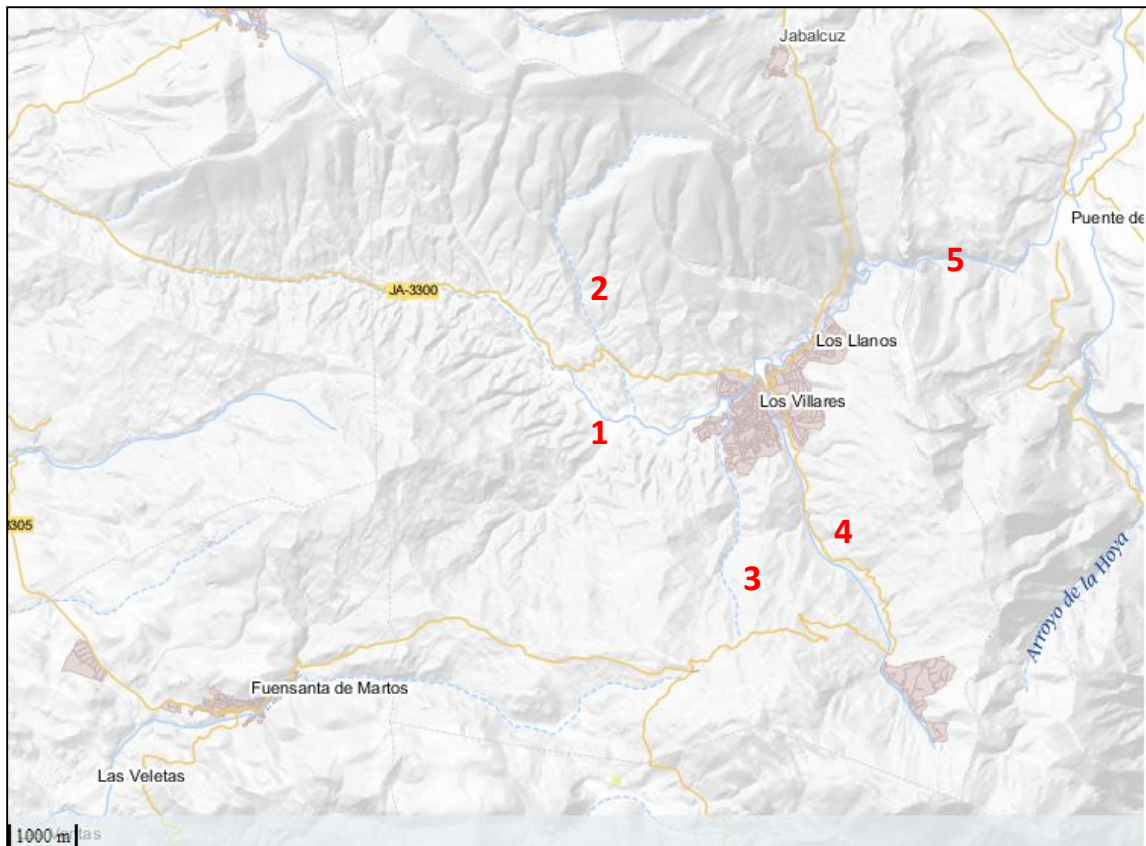 Jabalcuz
Puente de
5
2
JA-3300
Los Llanos
Los Villares
1
3305
4
Arroyo de la Hoya
3
Fuensanta de Martos
Las Veletas
1000 m